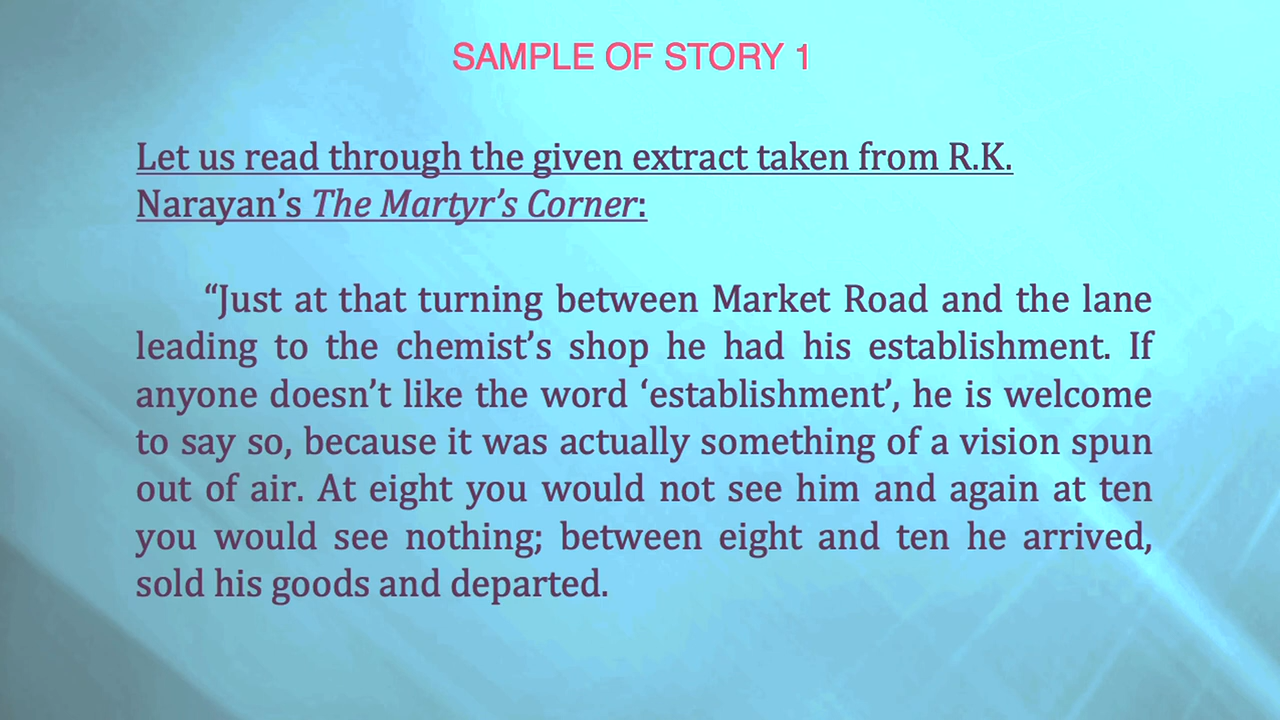 SAMPLE OF STORY 1
Let us read through the given extract taken from R.K.
Narayan’s The Martyr’s Corner:
“Just at that turning between Market Road and the lane
leading to the chemist’s shop he had his establishment. If
anyone doesn’t like the word ‘establishment’, he is welcome
to say so, because it was actually something of a vision spun
out of air. At eight you would not see him and again at ten
you would see nothing; between eight and ten he arrived,
sold his goods and departed.